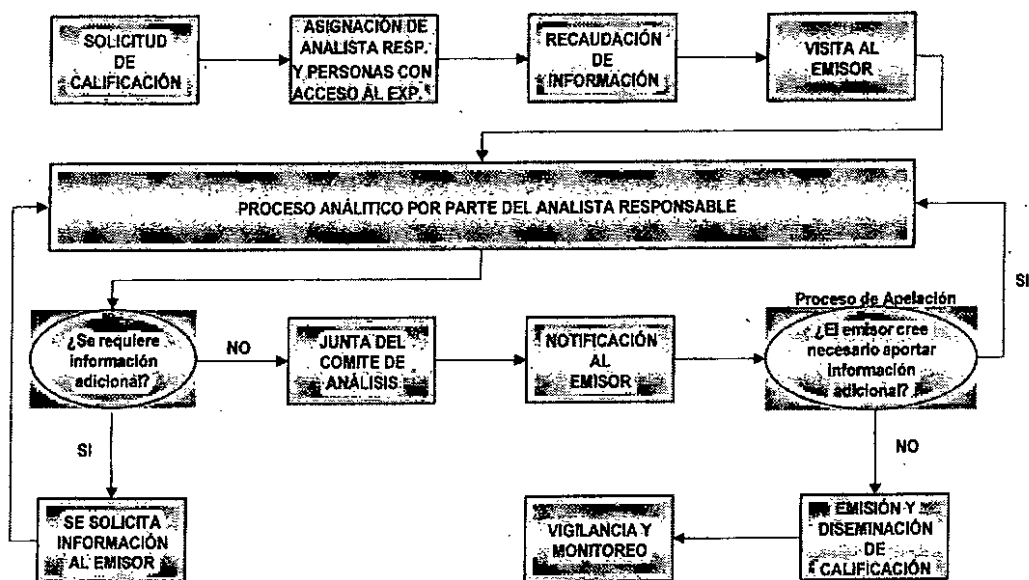 SOLICITUD
DE
CALIFICACIÓN
ASIGNACIÓN DE
ANALISTA RESP.
Y PERSONAS CON
ACCESO AL EXP.
RECAUDACIÓN
DE
INFORMACIÓN
VISITA AL
EMISOR
PROCESO ANÁLITICO POR PARTE DEL ANALISTA RESPONSABLE
SI
¿Se requiere
información
adicional?
NO
JUNTA DEL
COMITE DE
ANÁLISIS
NOTIFICACIÓN
AL
EMISOR
Proceso de Apelación
¿El emisor cree
necesario aportar
información
adicional?
SI
NO
SE SOLICITA
INFORMACIÓN
AL EMISOR
VIGILANCIA Y
MONITOREO
EMISIÓN Y
DISEMINACIÓN
DE
CALIFICACIÓN